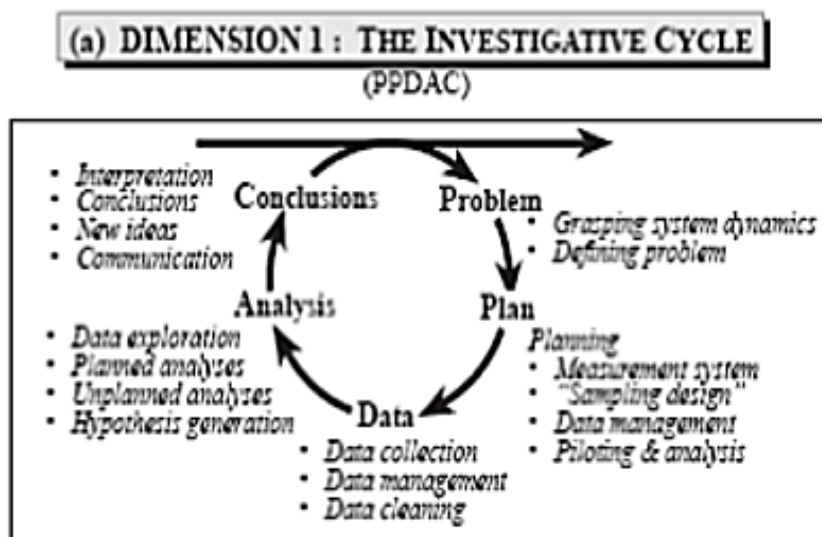 (a) DIMENSION 1 : THE INVESTIGATIVE CYCLE
(PPDAC)
Conclusions
• Interpretation
• Conclusions
• New ideas
• Communication
Problem
• Grasping system dynamics
• Defining problem
Plan
Planning
• Measurement system
• "Sampling design"
• Data management
• Piloting & analysis
Data
• Data collection
• Data management
• Data cleaning
Analysis
• Data exploration
• Planned analyses
• Unplanned analyses
• Hypothesis generation